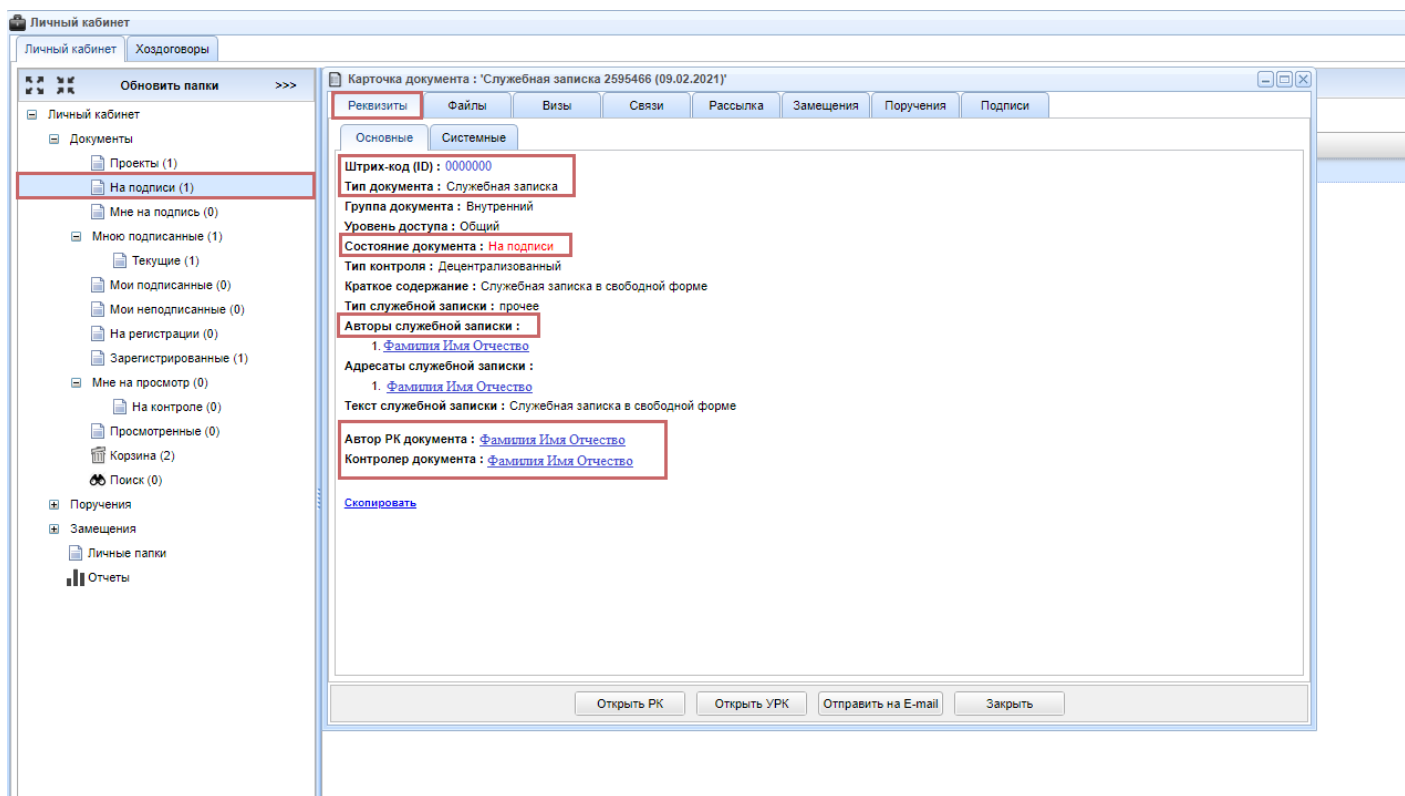 Личный кабинет
Личный кабинет Хоздоговоры
Обновить папки >>>
Личный кабинет
Документы
Проекты (1)
На подписи (1)
Мне на подпись (0)
Мною подписанные (1)
Текущие (1)
Мои подписанные (0)
Мои неподписанные (0)
На регистрации (0)
Зарегистрированные (1)
Мне на просмотр (0)
На контроле (0)
Просмотренные (0)
Корзина (2)
Поиск (0)
Поручения
Замещения
Личные папки
Отчеты
Карточка документа : 'Служебная записка 2595466 (09.02.2021)'
Реквизиты Файлы Визы Связи Рассылка Замещения Поручения Подписи
Основные Системные
Штрих-код (ID) : 0000000
Тип документа : Служебная записка
Группа документа : Внутренний
Уровень доступа : Общий
Состояние документа : На подписи
Тип контроля : Децентрализованный
Краткое содержание : Служебная записка в свободной форме
Тип служебной записки : прочее
Авторы служебной записки :
1. Фамилия Имя Отчество
Адресаты служебной записки :
1. Фамилия Имя Отчество
Текст служебной записки : Служебная записка в свободной форме
Автор РК документа : Фамилия Имя Отчество
Контролер документа : Фамилия Имя Отчество
Скопировать
Открыть РК Открыть УРК Отправить на E-mail Закрыть